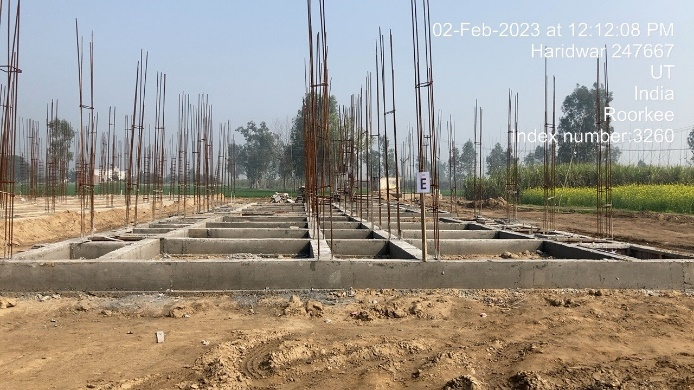 02-Feb-2023 at 12:12:08 PM
Haridwar 247667
UT
India
Roorkee
Index number:3260
E